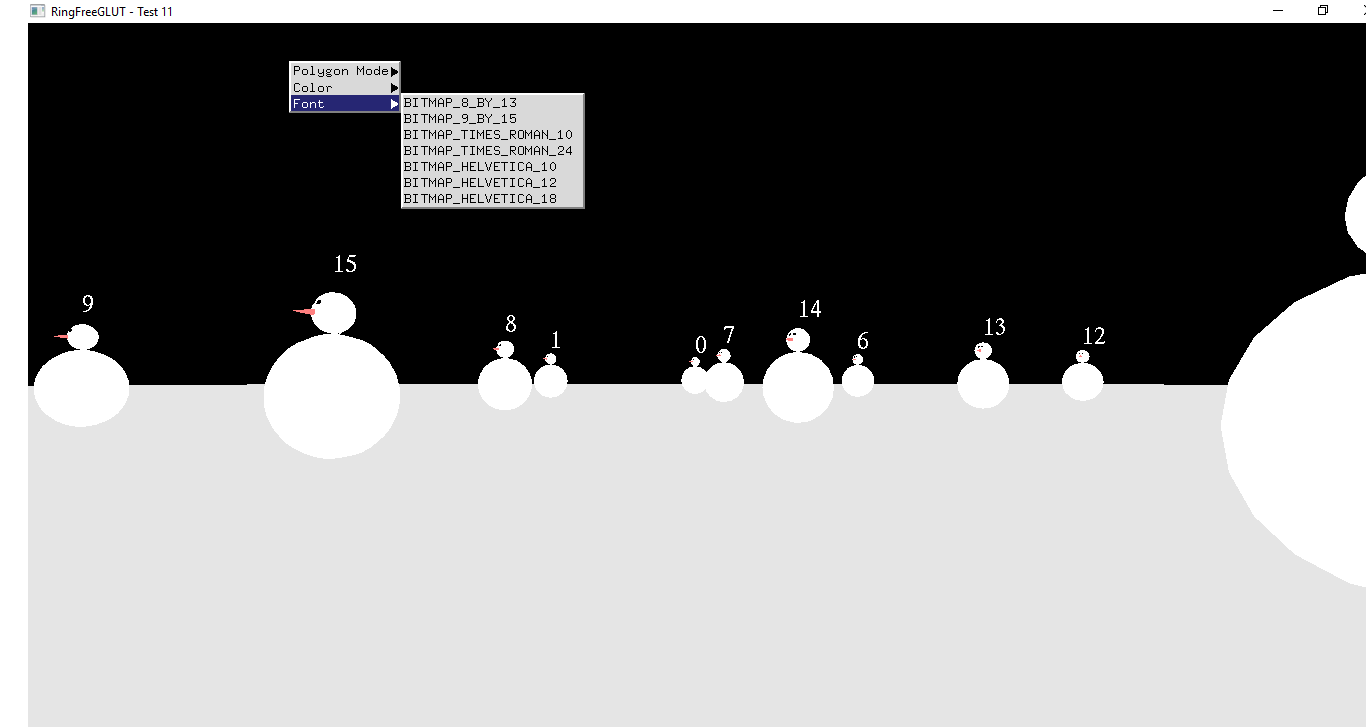 RingFreeGLUT - Test 11
Polygon Mode
Color
Font
BITMAP_8_BY_13
BITMAP_9_BY_15
BITMAP_TIMES_ROMAN_10
BITMAP_TIMES_ROMAN_24
BITMAP_HELVETICA_10
BITMAP_HELVETICA_12
BITMAP_HELVETICA_18
9
15
8
1
0
7
14
6
13
12